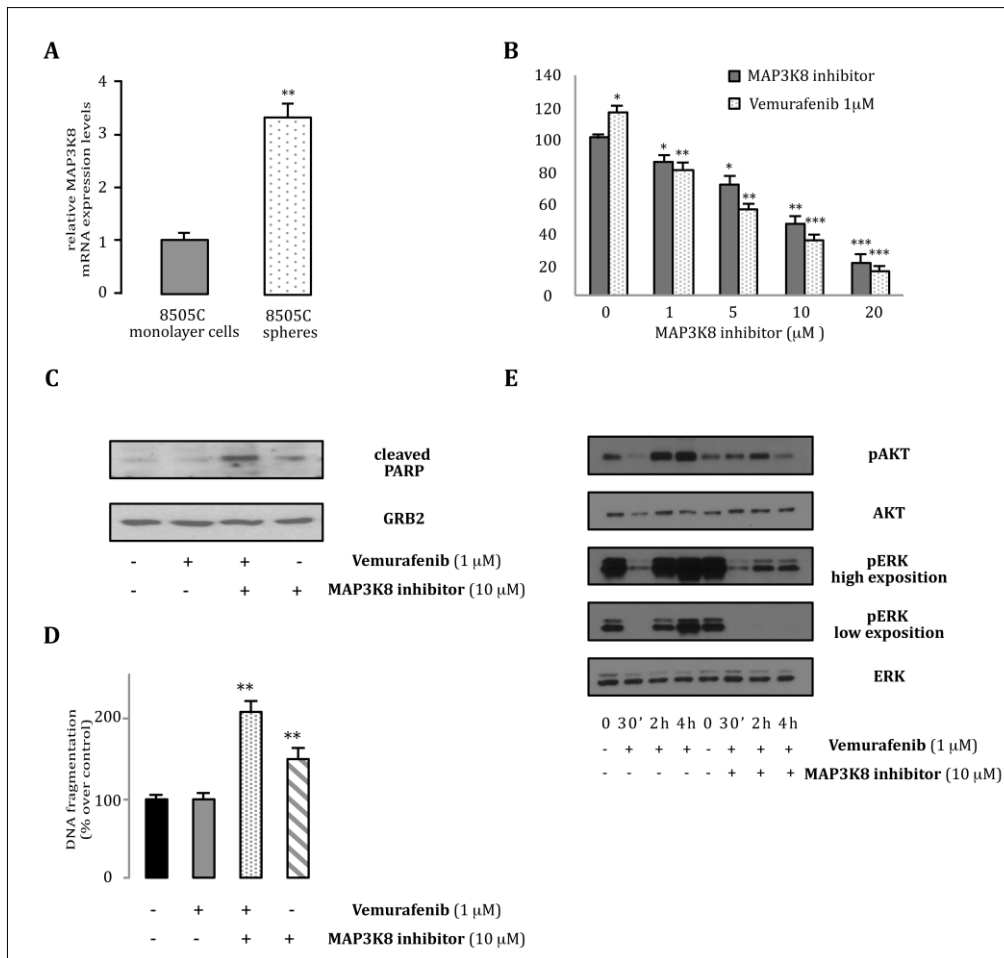 A
relative MAP3K8
mRNA expression levels
4
3
2
1
0
**
8505C
monolayer cells
8505C
spheres
B
140
120
100
80
60
40
20
0
MAP3K8 inhibitor
Vemurafenib 1µM
*
* **
* **
** ***
*** ***
0 1 5 10 20
MAP3K8 inhibitor (µM )
C
cleaved
PARP
GRB2
- + + - Vemurafenib (1 µM)
- - + + MAP3K8 inhibitor (10 µM)
D
DNA fragmentation
(% over control)
200
100
0
**
**
- + + - Vemurafenib (1 µM)
- - + + MAP3K8 inhibitor (10 µM)
E
pAKT
AKT
pERK
high exposition
pERK
low exposition
ERK
0 30' 2h 4h 0 30' 2h 4h
- + + + - + + + Vemurafenib (1 µM)
- - - - - + + + MAP3K8 inhibitor (10 µM)